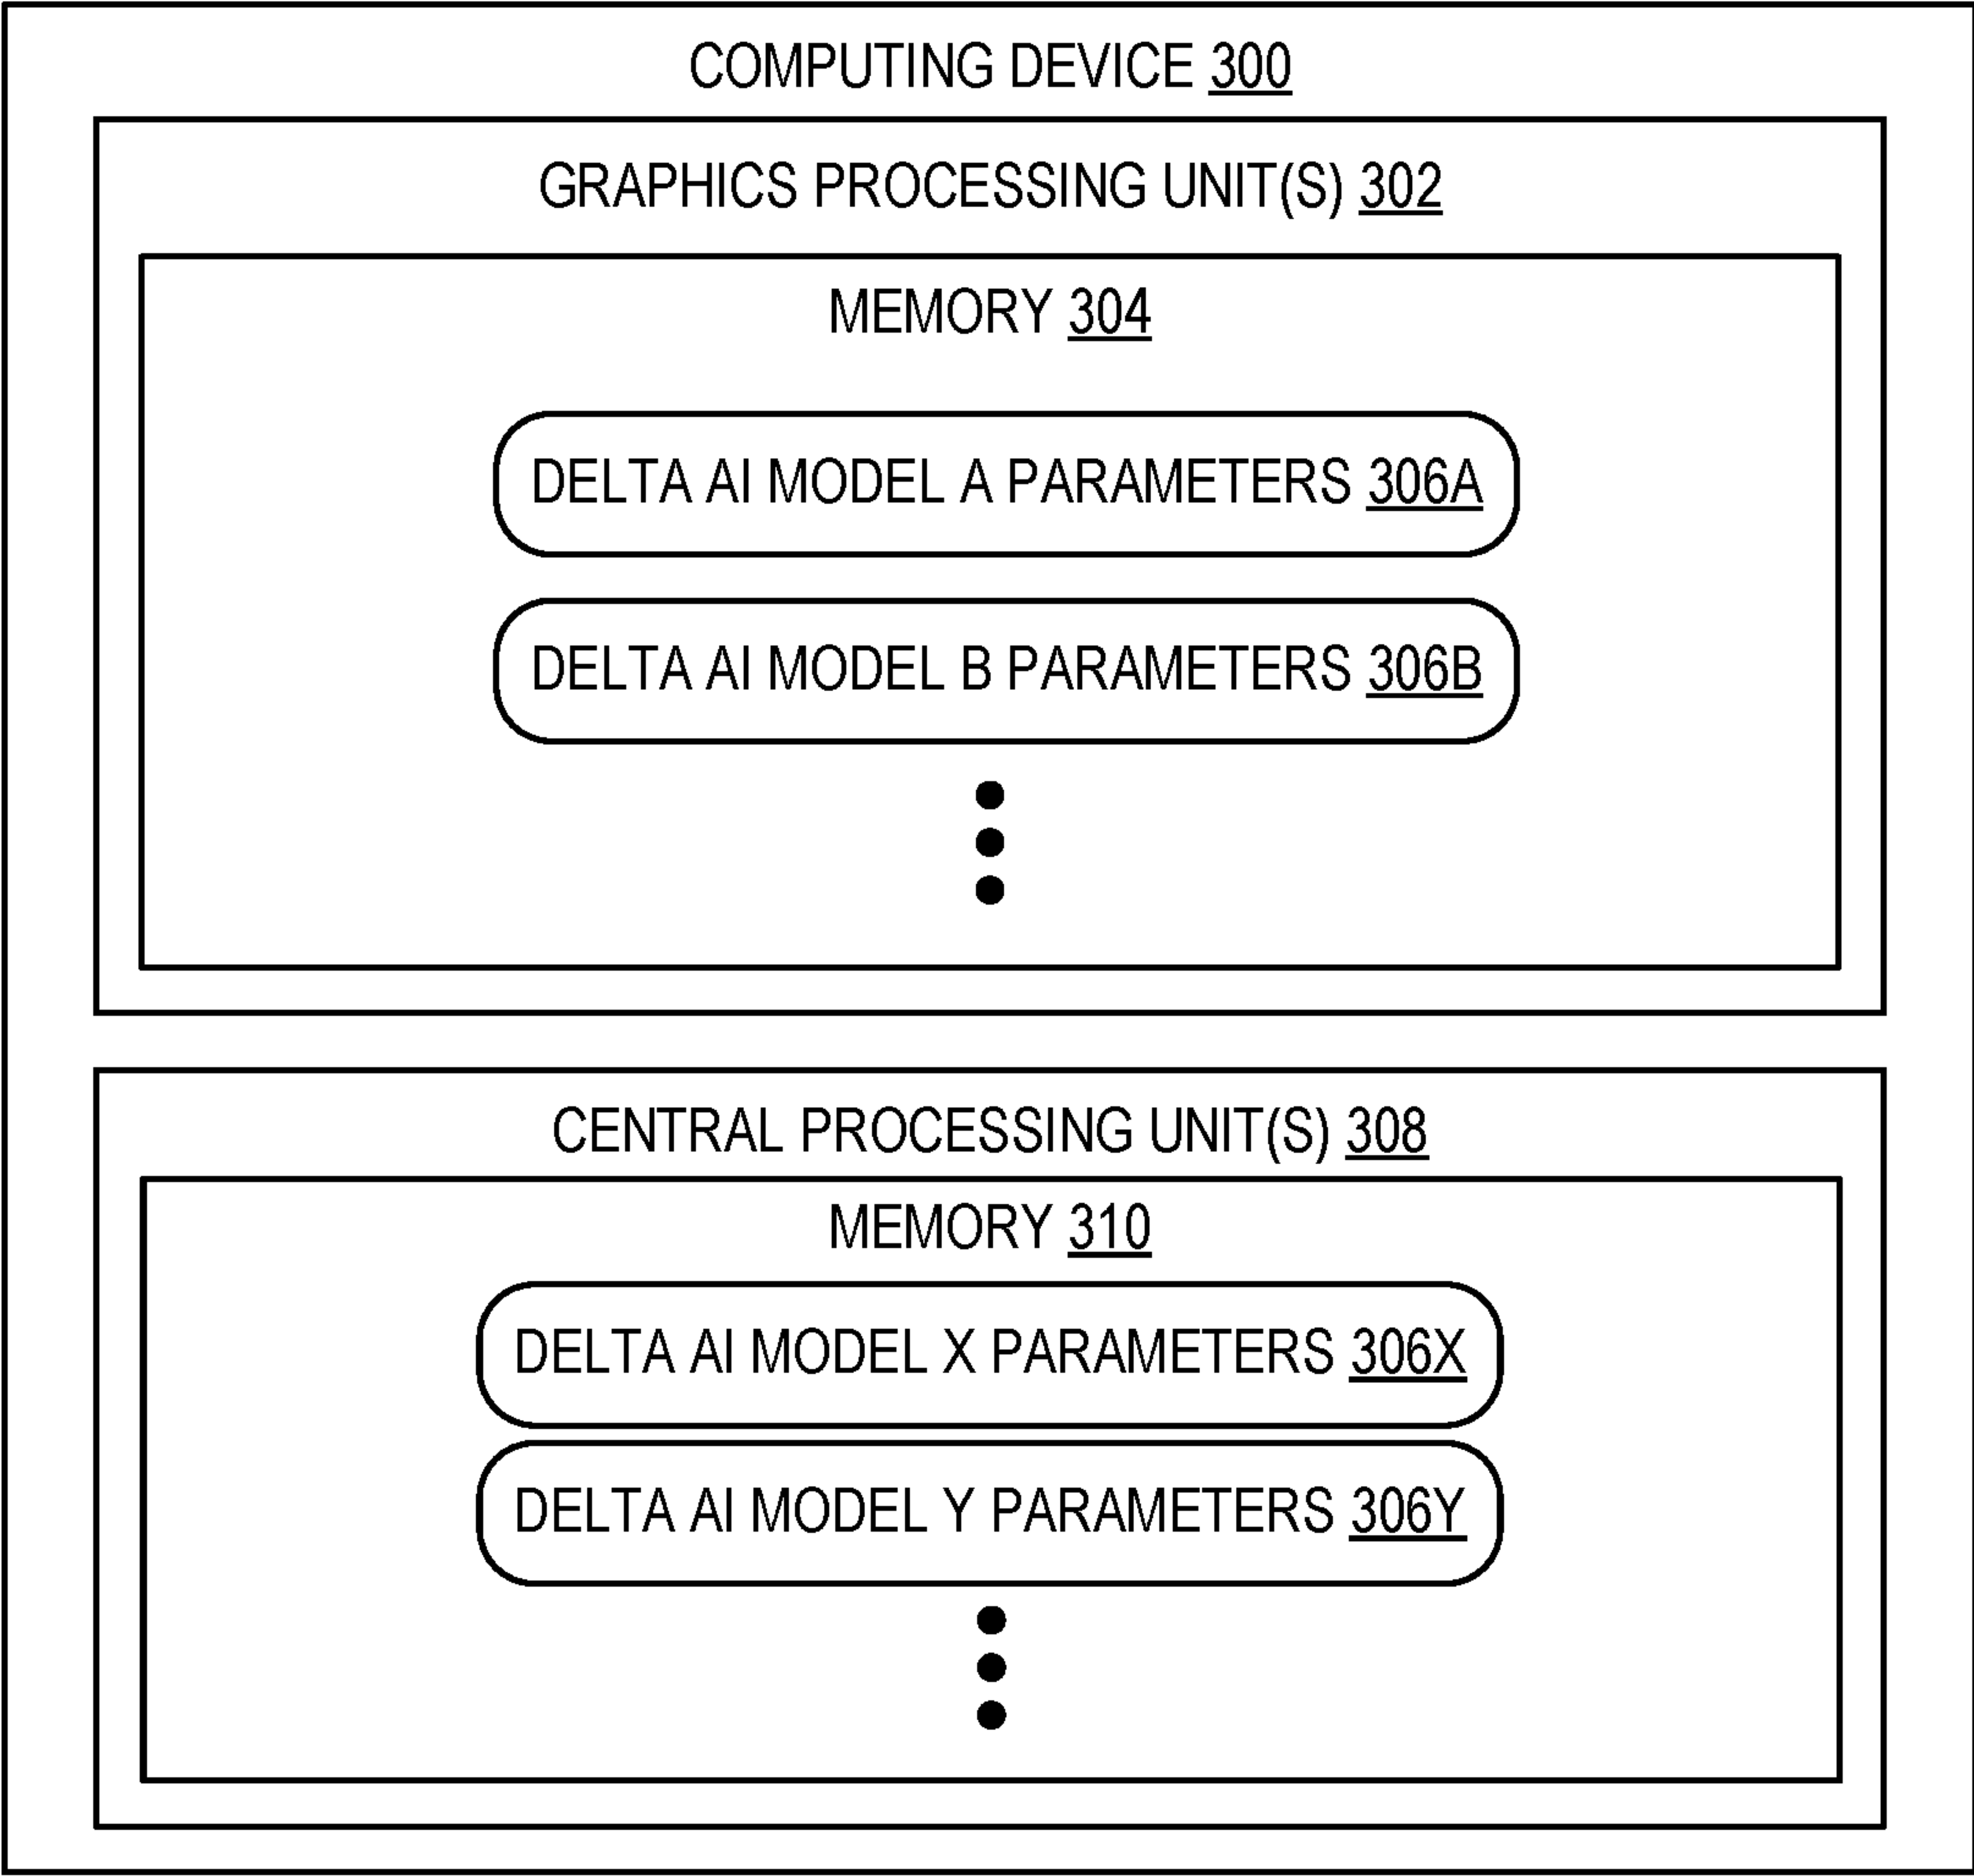 COMPUTING DEVICE 300
GRAPHICS PROCESSING UNIT(S) 302
MEMORY 304
DELTA AI MODEL A PARAMETERS 306A
DELTA AI MODEL B PARAMETERS 306B
CENTRAL PROCESSING UNIT(S) 308
MEMORY 310
DELTA AI MODEL X PARAMETERS 306X
DELTA AI MODEL Y PARAMETERS 306Y